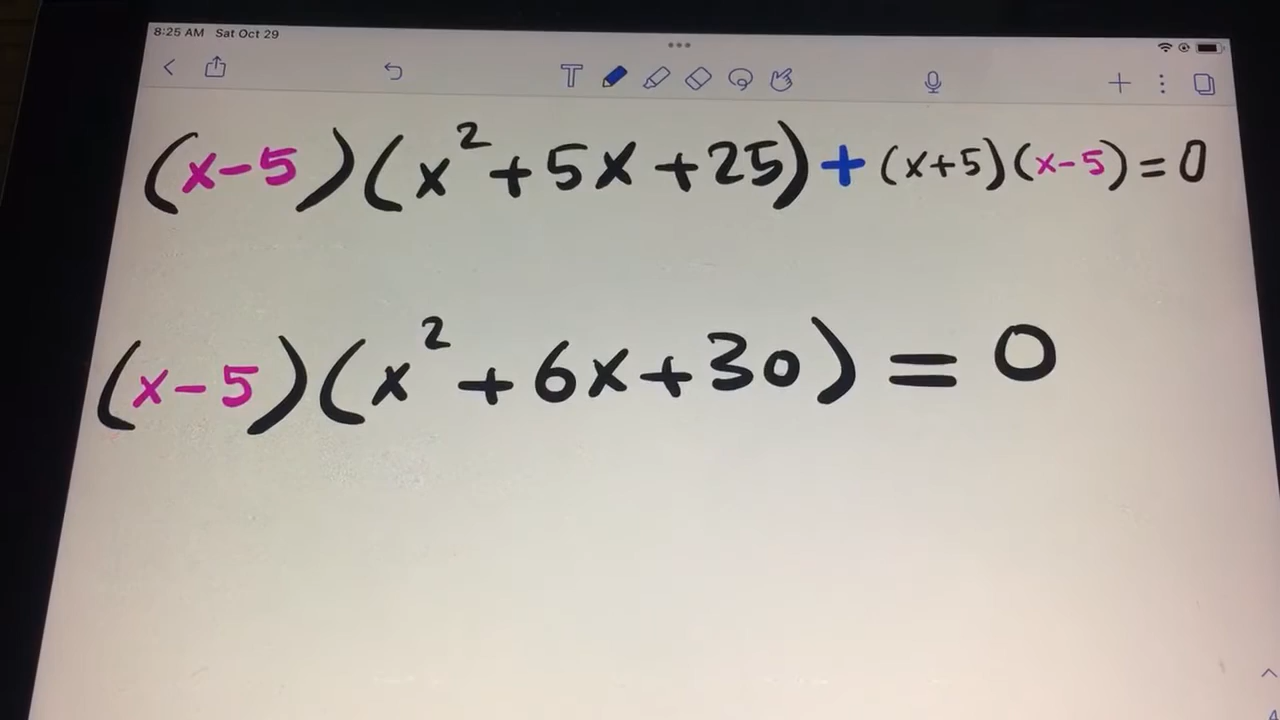 8:25 AM Sat Oct 29
T
(x-5)(x²+5x+25)+(x+5)(x-5)=0
(x-5)(x²+6x+30)=0